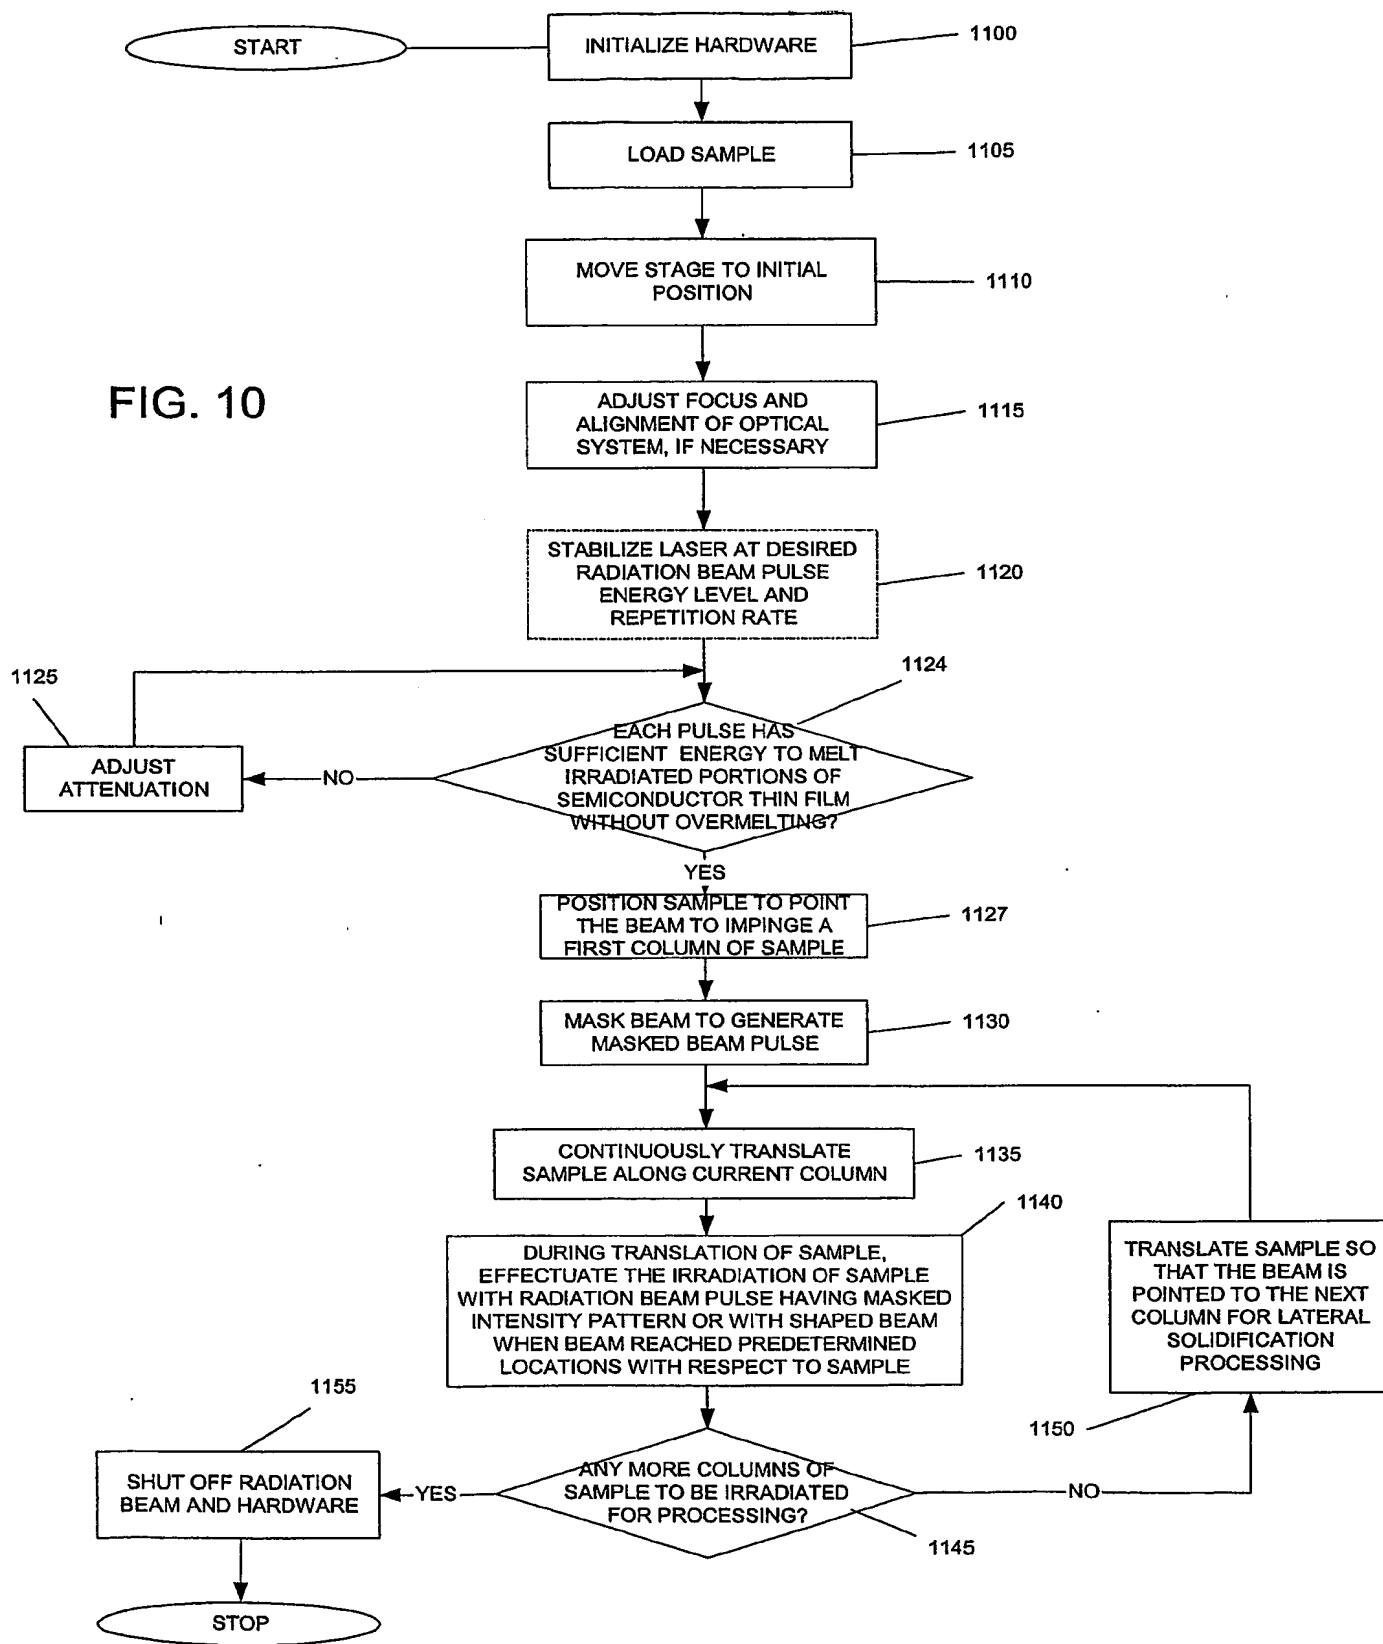 START
INITIALIZE HARDWARE
1100
LOAD SAMPLE
1105
MOVE STAGE TO INITIAL
POSITION
1110
FIG. 10
ADJUST FOCUS AND
ALIGNMENT OF OPTICAL
SYSTEM, IF NECESSARY
1115
STABILIZE LASER AT DESIRED
RADIATION BEAM PULSE
ENERGY LEVEL AND
REPETITION RATE
1120
1125
ADJUST
ATTENUATION
NO
1124
EACH PULSE HAS
SUFFICIENT ENERGY TO MELT
IRRADIATED PORTIONS OF
SEMICONDUCTOR THIN FILM
WITHOUT OVERMELTING?
YES
POSITION SAMPLE TO POINT
THE BEAM TO IMPINGE A
FIRST COLUMN OF SAMPLE
1127
MASK BEAM TO GENERATE
MASKED BEAM PULSE
1130
CONTINUOUSLY TRANSLATE
SAMPLE ALONG CURRENT COLUMN
1135
1140
DURING TRANSLATION OF SAMPLE,
EFFECTUATE THE IRRADIATION OF SAMPLE
WITH RADIATION BEAM PULSE HAVING MASKED
INTENSITY PATTERN OR WITH SHAPED BEAM
WHEN BEAM REACHED PREDETERMINED
LOCATIONS WITH RESPECT TO SAMPLE
TRANSLATE SAMPLE SO
THAT THE BEAM IS
POINTED TO THE NEXT
COLUMN FOR LATERAL
SOLIDIFICATION
PROCESSING
1150
1155
SHUT OFF RADIATION
BEAM AND HARDWARE
YES
ANY MORE COLUMNS OF
SAMPLE TO BE IRRADIATED
FOR PROCESSING?
NO
1145
STOP